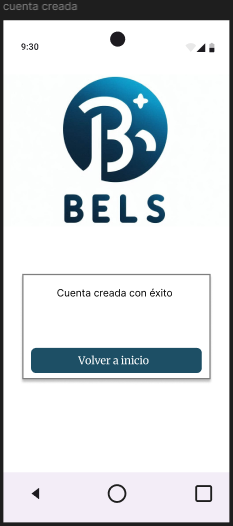 cuenta creada
9:30
B
BELS
Cuenta creada con éxito
Volver a inicio